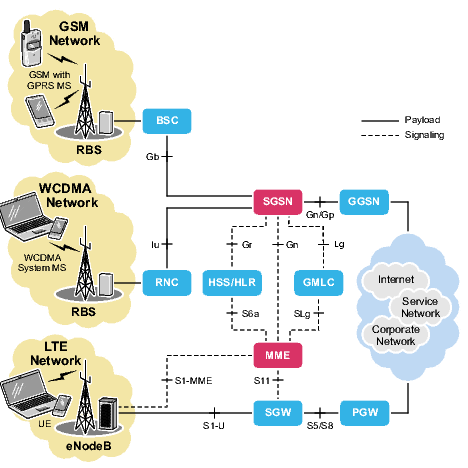 GSM
Network
GSM with
GPRS MS
RBS
BSC
Gb
Payload
Signaling
WCDMA
Network
WCDMA
System MS
RBS
RNC
Iu
SGSN
Gn/Gp
GGSN
Gr
Gn
Lg
HSS/HLR
GMLC
S6a
SLg
Internet
Service
Network
Corporate
Network
LTE
Network
UE
eNodeB
MME
S1-MME
S11
S1-U
SGW
S5/S8
PGW